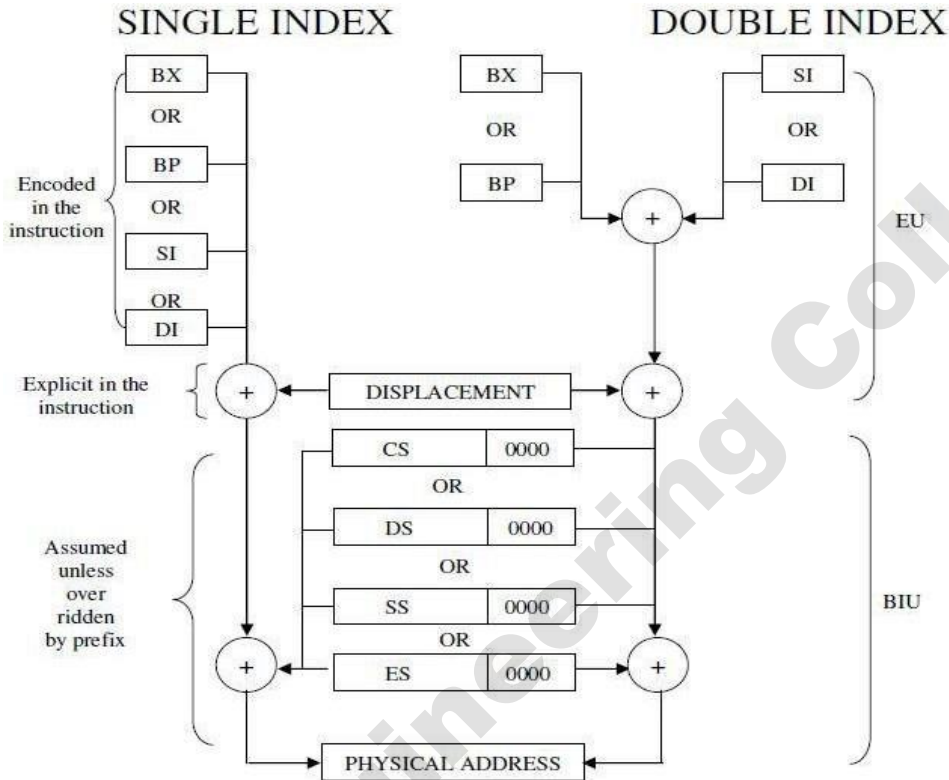 SINGLE INDEX
DOUBLE INDEX
BX
OR
BP
OR
SI
OR
DI
Encoded
in the
instruction
BX
OR
BP
SI
OR
DI
+
EU
Explicit in the
instruction
+
DISPLACEMENT
+
CS 0000
OR
DS 0000
OR
SS 0000
OR
ES 0000
Assumed
unless
over
ridden
by prefix
+
+
BIU
PHYSICAL ADDRESS
ineering Coll